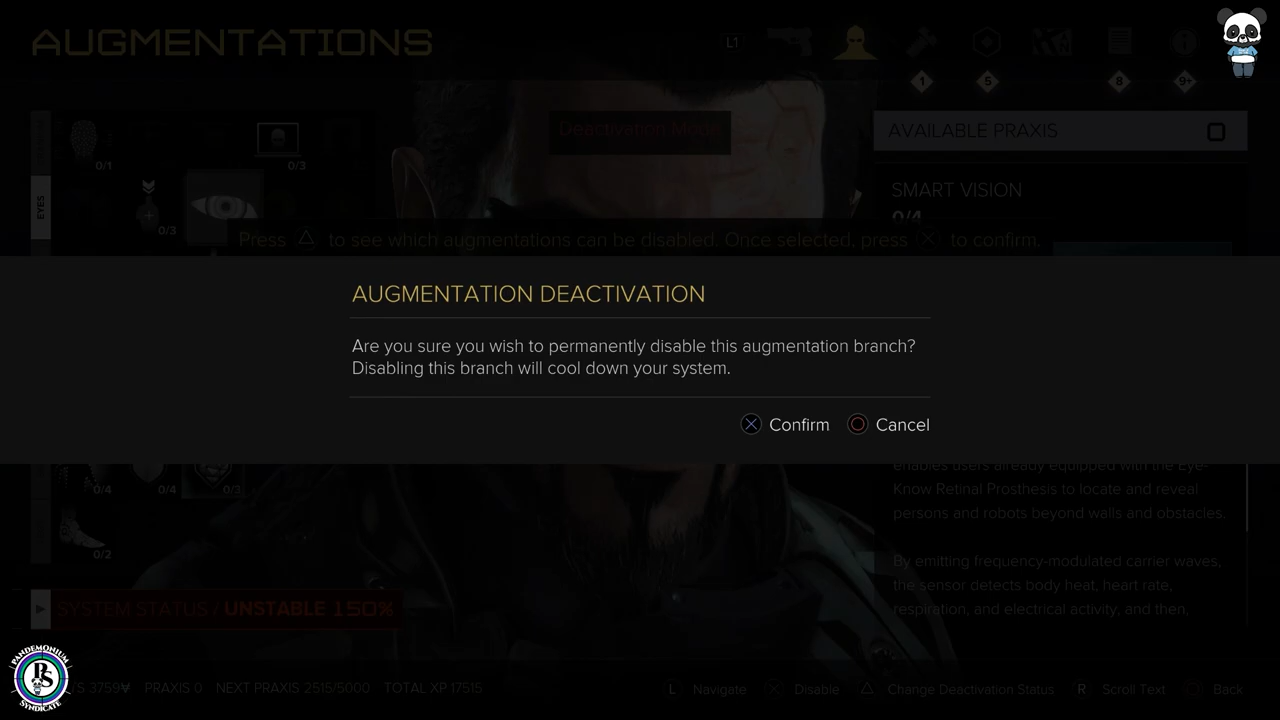 AUGMENTATIONS
L1
1
5
8
9+
Deactivation Mode
AVAILABLE PRAXIS
0/1
0/3
EYES
SMART VISION
0/4
0/3
Press △ to see which augmentations can be disabled. Once selected, press ✕ to confirm.
AUGMENTATION DEACTIVATION
Are you sure you wish to permanently disable this augmentation branch?
Disabling this branch will cool down your system.
Confirm
Cancel
enables users already equipped with the Eye-
Know Retinal Prosthesis to locate and reveal
persons and robots beyond walls and obstacles.
0/4
0/4
0/3
0/2
By emitting frequency-modulated carrier waves,
the sensor detects body heat, heart rate,
respiration, and electrical activity, and then,
SYSTEM STATUS / UNSTABLE 150%
PANDEMONIUM
PS
SYNDICATE
/S 3759 PRAXIS 0 NEXT PRAXIS 2515/5000 TOTAL XP 17515
L Navigate Disable Change Deactivation Status R Scroll Text Back